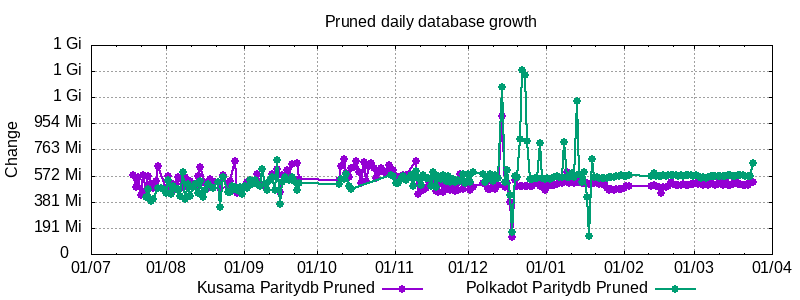 Pruned daily database growth
1 Gi
1 Gi
1 Gi
954 Mi
763 Mi
572 Mi
381 Mi
191 Mi
0
Change
01/07 01/08 01/09 01/10 01/11 01/12 01/01 01/02 01/03 01/04
Kusama Paritydb Pruned Polkadot Paritydb Pruned